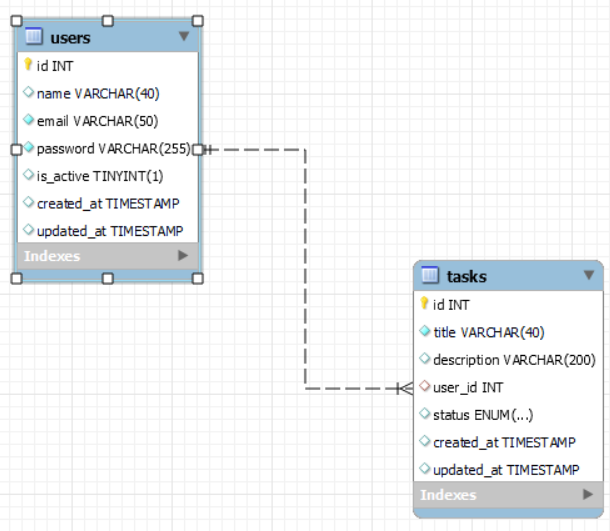 users
id INT
name VARCHAR(40)
email VARCHAR(50)
password VARCHAR(255)
is_active TINYINT(1)
created_at TIMESTAMP
updated_at TIMESTAMP
Indexes
tasks
id INT
title VARCHAR(40)
description VARCHAR(200)
user_id INT
status ENUM(...)
created_at TIMESTAMP
updated_at TIMESTAMP
Indexes